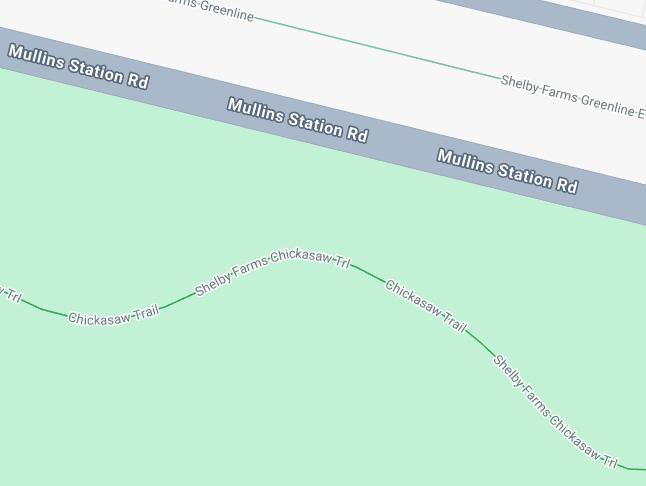 Farms-Greenline
Shelby-Farms-Greenline-E
Mullins Station Rd
Mullins Station Rd
Mullins Station Rd
Trl
Chickasaw Trail
Shelby-Farms-Chickasaw Trl
Chickasaw Trail
Shelby-Farms-Chickasaw Trl